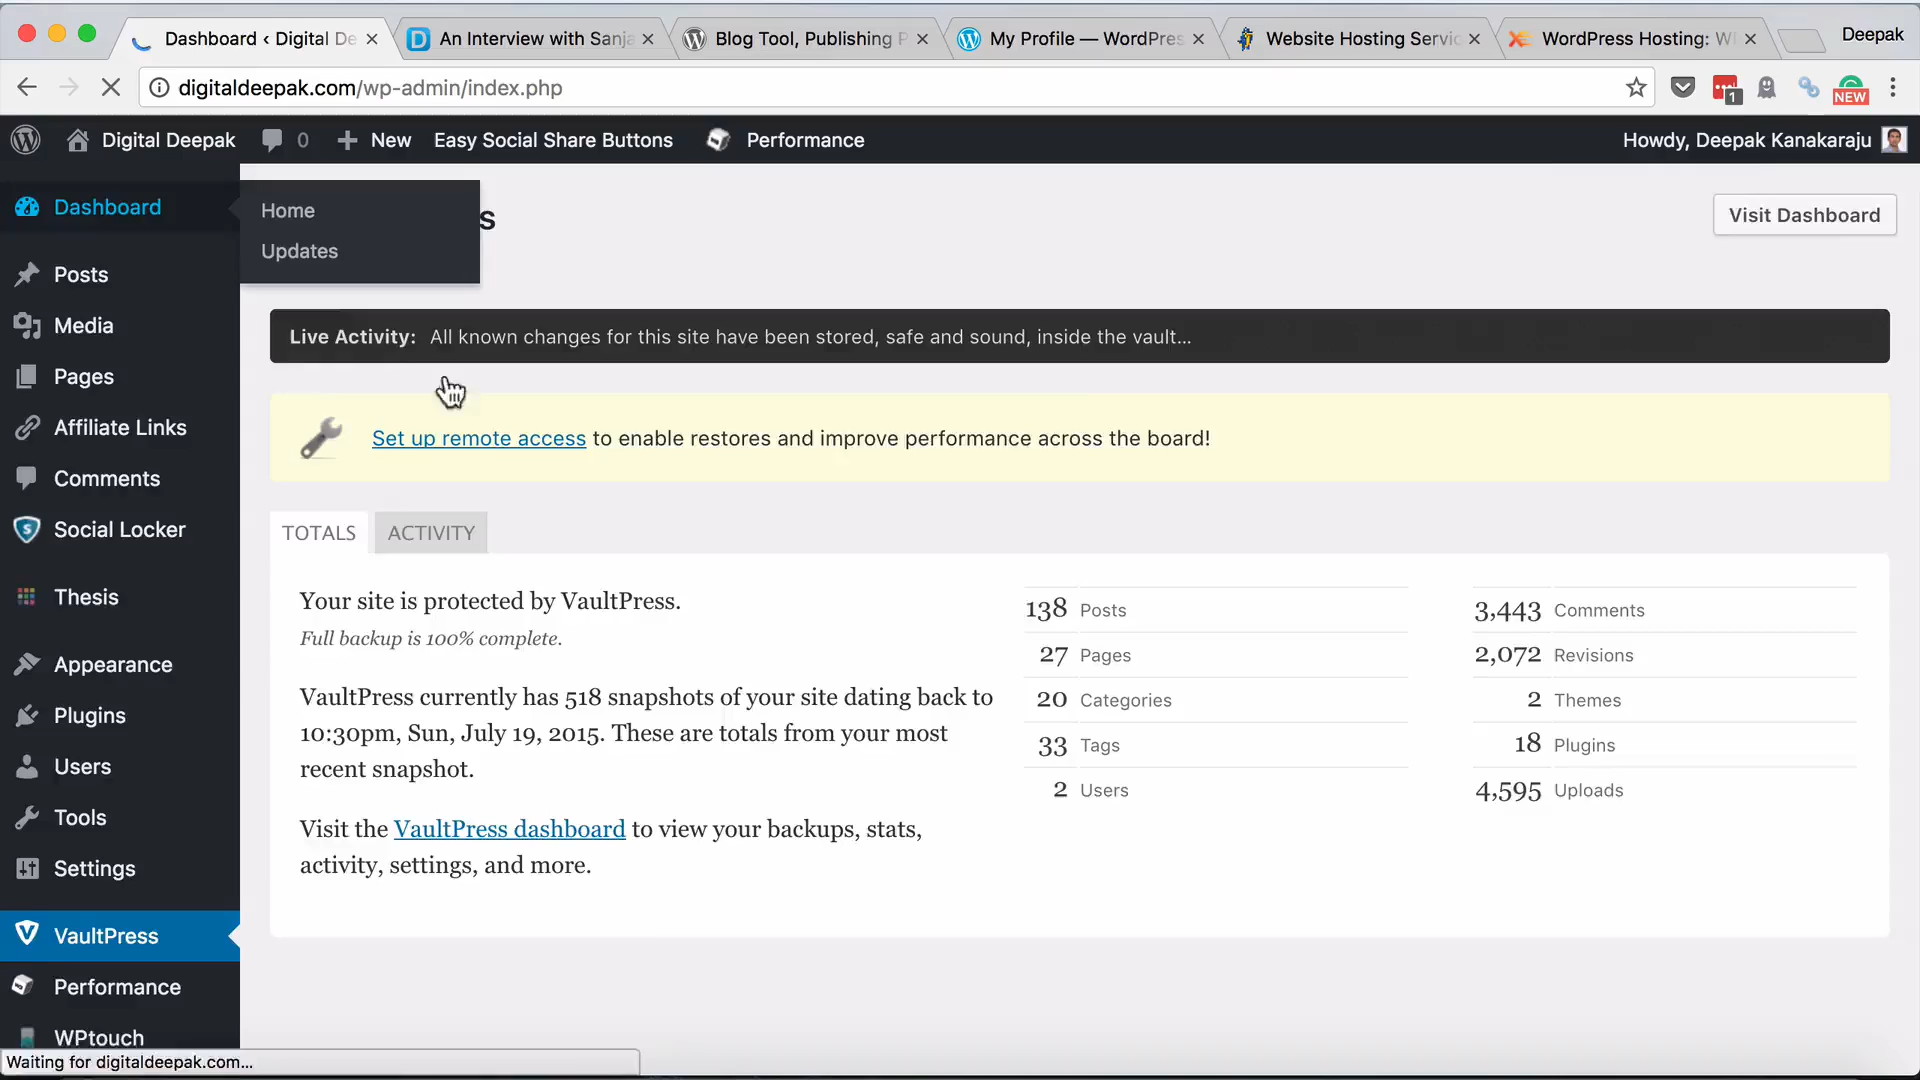 Dashboard ‹ Digital De
An Interview with Sanja
Blog Tool, Publishing P
My Profile — WordPres
Website Hosting Servic
WordPress Hosting: W
Deepak
digitaldeepak.com/wp-admin/index.php
1
NEW
Digital Deepak
0
New
Easy Social Share Buttons
Performance
Howdy, Deepak Kanakaraju
Dashboard
Home
Updates
s
Visit Dashboard
Posts
Media
Pages
Affiliate Links
Comments
Social Locker
Thesis
Appearance
Plugins
Users
Tools
Settings
VaultPress
Performance
WPtouch
Live Activity: All known changes for this site have been stored, safe and sound, inside the vault...
Set up remote access to enable restores and improve performance across the board!
TOTALS
ACTIVITY
Your site is protected by VaultPress.
Full backup is 100% complete.
VaultPress currently has 518 snapshots of your site dating back to
10:30pm, Sun, July 19, 2015. These are totals from your most
recent snapshot.
Visit the VaultPress dashboard to view your backups, stats,
activity, settings, and more.
138 Posts
27 Pages
20 Categories
33 Tags
2 Users
3,443 Comments
2,072 Revisions
2 Themes
18 Plugins
4,595 Uploads
Waiting for digitaldeepak.com...